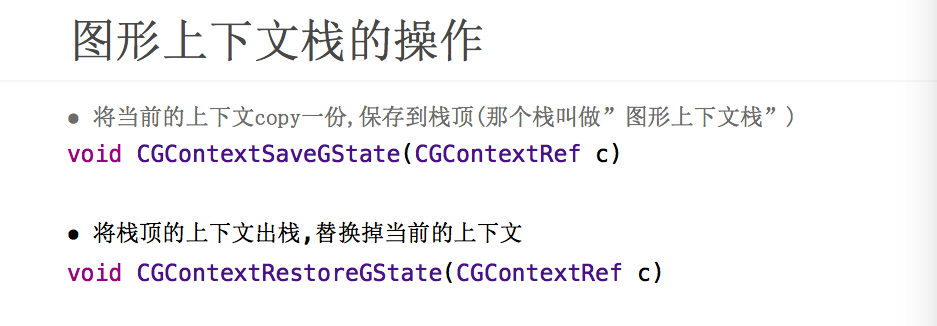 图形上下文栈的操作
● 将当前的上下文copy一份,保存到栈顶(那个栈叫做”图形上下文栈”)
void CGContextSaveGState(CGContextRef c)
● 将栈顶的上下文出栈,替换掉当前的上下文
void CGContextRestoreGState(CGContextRef c)